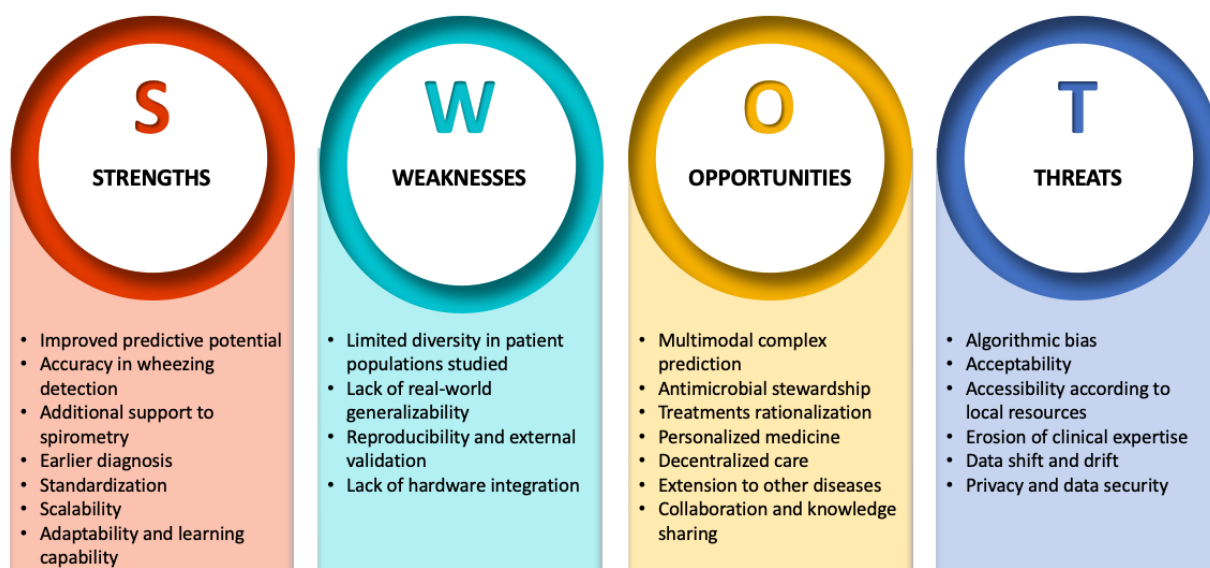 S
STRENGTHS
• Improved predictive potential
• Accuracy in wheezing
detection
• Additional support to
spirometry
• Earlier diagnosis
• Standardization
• Scalability
• Adaptability and learning
capability
W
WEAKNESSES
• Limited diversity in patient
populations studied
• Lack of real-world
generalizability
• Reproducibility and external
validation
• Lack of hardware integration
O
OPPORTUNITIES
• Multimodal complex
prediction
• Antimicrobial stewardship
• Treatments rationalization
• Personalized medicine
• Decentralized care
• Extension to other diseases
• Collaboration and knowledge
sharing
T
THREATS
• Algorithmic bias
• Acceptability
• Accessibility according to
local resources
• Erosion of clinical expertise
• Data shift and drift
• Privacy and data security